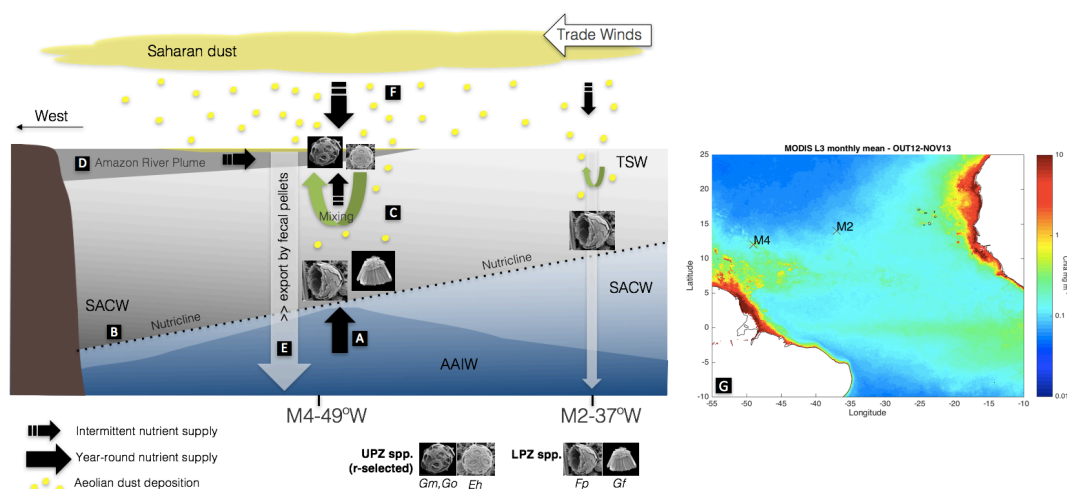 Trade Winds
Saharan dust
F
West
D
Amazon River Plume
TSW
Mixing
C
>> export by fecal pellets
Nutricline
SACW
SACW
B
Nutricline
E
A
AAIW
M4-49ºW
M2-37ºW
Intermittent nutrient supply
Year-round nutrient supply
Aeolian dust deposition
UPZ spp.
(r-selected)
Gm,Go
Eh
LPZ spp.
Fp
Gf
MODIS L3 monthly mean - OUT12-NOV13
25
20
15
10
5
0
-5
-10
Latitude
M4
M2
G
-55
-50
-45
-40
-35
-30
-25
-20
-15
-10
Longitude
10
1
0.1
0.01